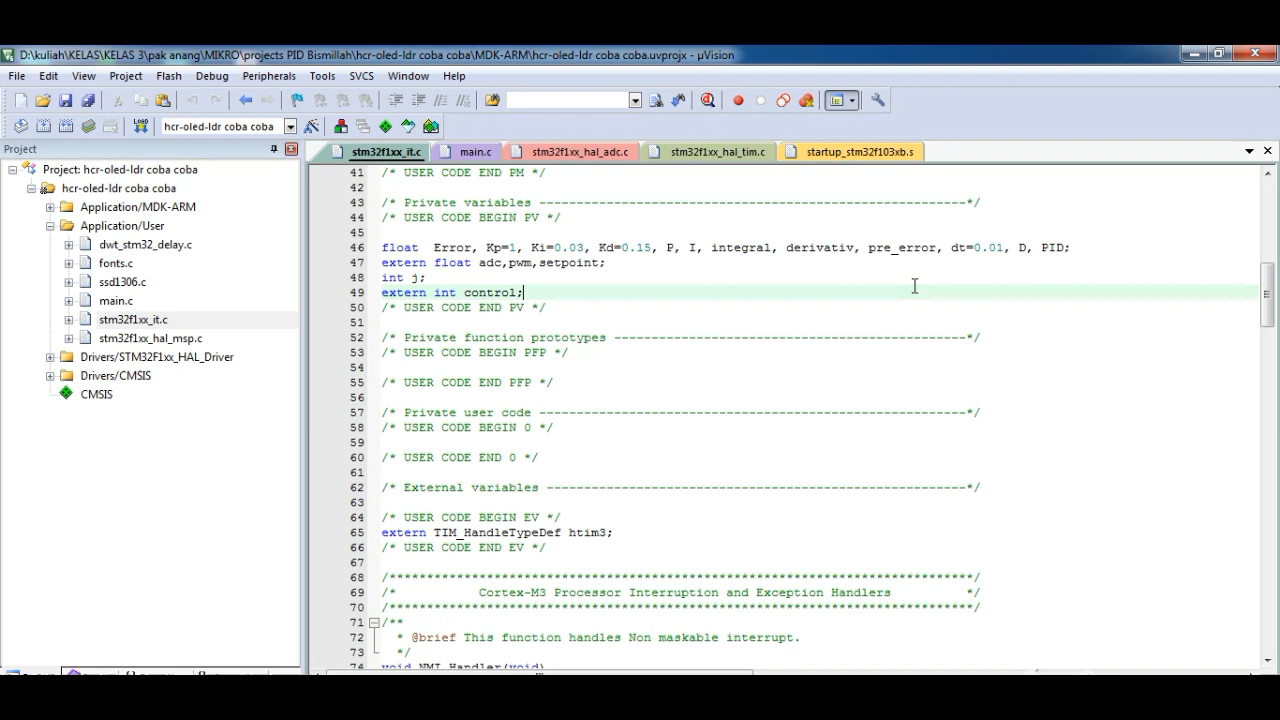 D:\kuliah\KELAS\KELAS 3\pak anang\MIKRO\projects PID Bismillah\hcr-oled-ldr coba coba\MDK-ARM\hcr-oled-ldr coba coba.uvprojx - µVision
File Edit View Project Flash Debug Peripherals Tools SVCS Window Help
LOAD hcr-oled-ldr coba coba
Project
Project: hcr-oled-ldr coba coba
hcr-oled-ldr coba coba
Application/MDK-ARM
Application/User
dwt_stm32_delay.c
fonts.c
ssd1306.c
main.c
stm32f1xx_it.c
stm32f1xx_hal_msp.c
Drivers/STM32F1xx_HAL_Driver
Drivers/CMSIS
CMSIS
stm32f1xx_it.c main.c stm32f1xx_hal_adc.c stm32f1xx_hal_tim.c startup_stm32f103xb.s
41 /* USER CODE END PM */
42
43 /* Private variables ---------------------------------------------------------*/
44 /* USER CODE BEGIN PV */
45
46 float  Error, Kp=1, Ki=0.03, Kd=0.15, P, I, integral, derivativ, pre_error, dt=0.01, D, PID;
47 extern float adc,pwm,setpoint;
48 int j;
49 extern int control;
50 /* USER CODE END PV */
51
52 /* Private function prototypes -----------------------------------------------*/
53 /* USER CODE BEGIN PFP */
54
55 /* USER CODE END PFP */
56
57 /* Private user code ---------------------------------------------------------*/
58 /* USER CODE BEGIN 0 */
59
60 /* USER CODE END 0 */
61
62 /* External variables --------------------------------------------------------*/
63
64 /* USER CODE BEGIN EV */
65 extern TIM_HandleTypeDef htim3;
66 /* USER CODE END EV */
67
68 /******************************************************************************/
69 /*           Cortex-M3 Processor Interruption and Exception Handlers          */
70 /******************************************************************************/
71 /**
72   * @brief This function handles Non maskable interrupt.
73   */
74 void NMI_Handler(void)